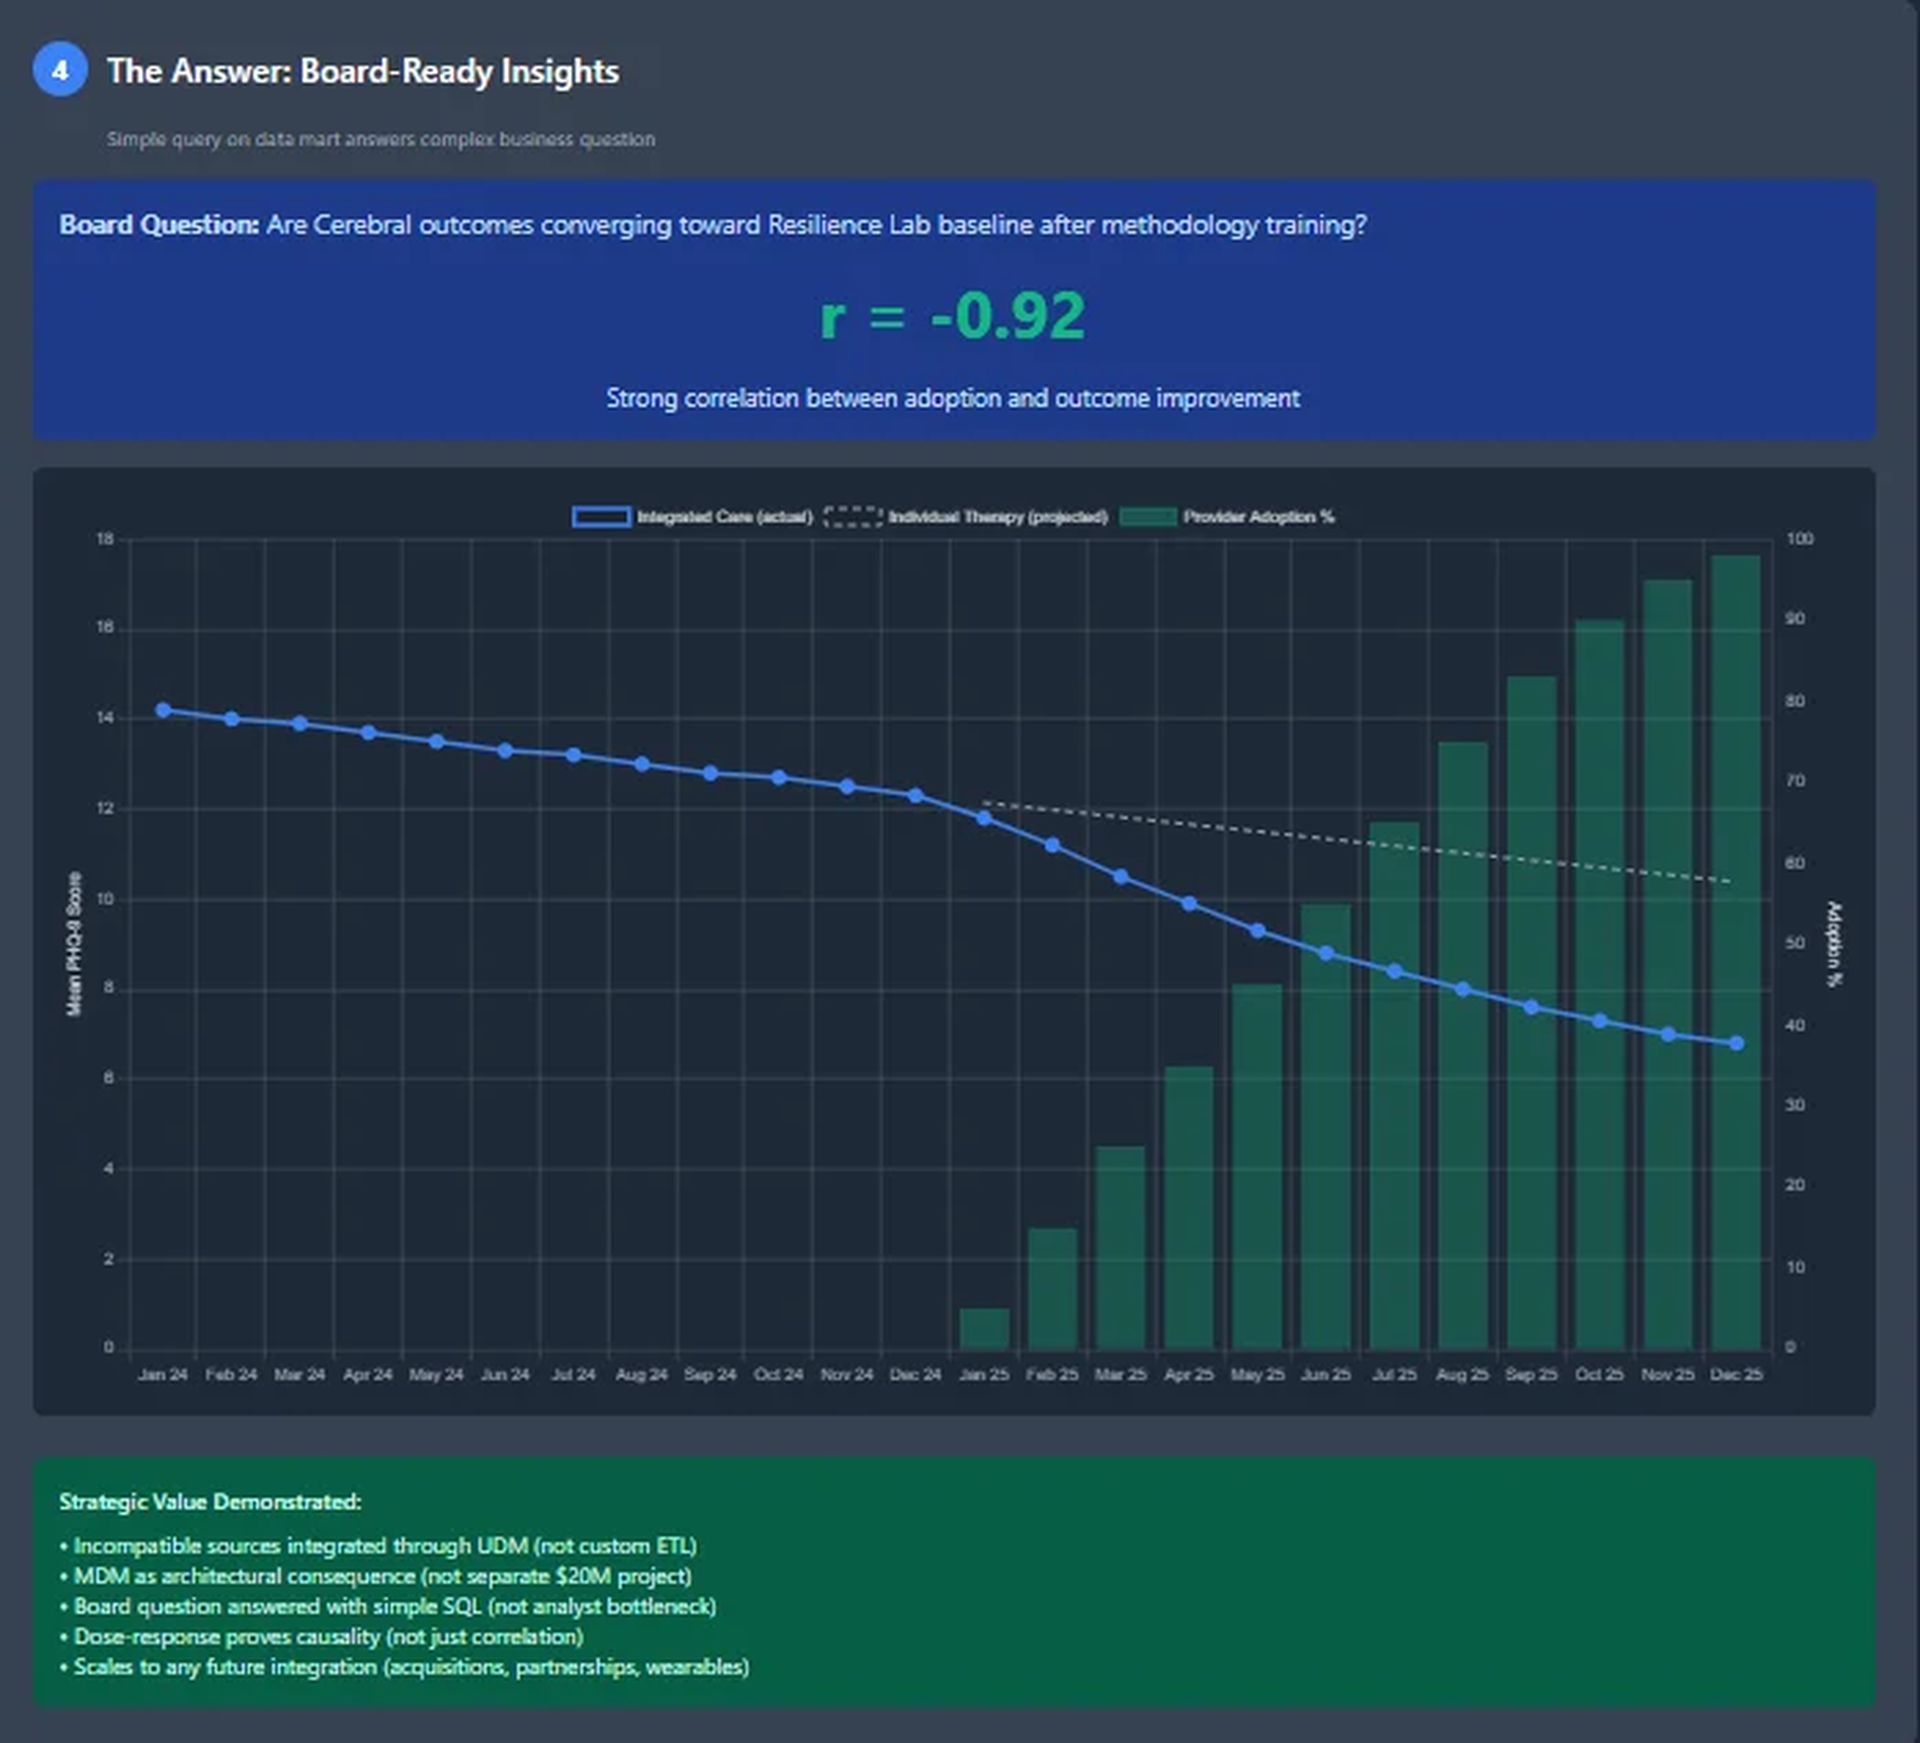 4
The Answer: Board-Ready Insights
Simple query on data mart answers complex business question
Board Question: Are Cerebral outcomes converging toward Resilience Lab baseline after methodology training?
r = -0.92
Strong correlation between adoption and outcome improvement
Integrated Care (actual) Individual Therapy (projected) Provider Adoption %
18
16
14
12
10
8
6
4
2
0
Mean PHQ-9 Score
100
90
80
70
60
50
40
30
20
10
0
Adoption %
Jan 24 Feb 24 Mar 24 Apr 24 May 24 Jun 24 Jul 24 Aug 24 Sep 24 Oct 24 Nov 24 Dec 24 Jan 25 Feb 25 Mar 25 Apr 25 May 25 Jun 25 Jul 25 Aug 25 Sep 25 Oct 25 Nov 25 Dec 25
Strategic Value Demonstrated:
• Incompatible sources integrated through UDM (not custom ETL)
• MDM as architectural consequence (not separate $20M project)
• Board question answered with simple SQL (not analyst bottleneck)
• Dose-response proves causality (not just correlation)
• Scales to any future integration (acquisitions, partnerships, wearables)